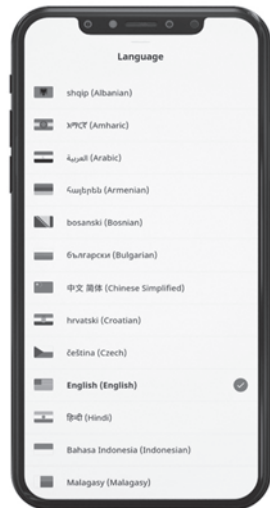 Language
shqip (Albanian)
አማርኛ (Amharic)
العربية (Arabic)
Հայերեն (Armenian)
bosanski (Bosnian)
български (Bulgarian)
中文 简体 (Chinese Simplified)
hrvatski (Croatian)
čeština (Czech)
English (English)
हिन्दी (Hindi)
Bahasa Indonesia (Indonesian)
Malagasy (Malagasy)